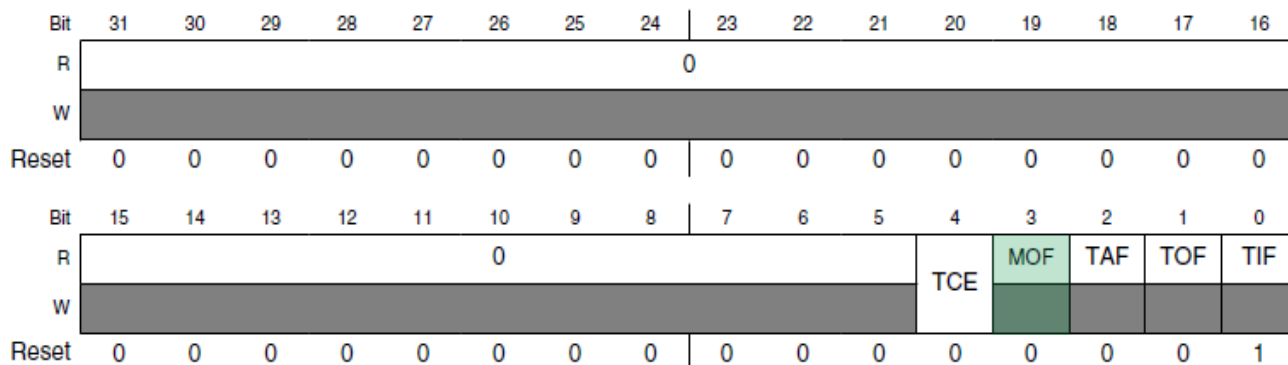 Bit 31 30 29 28 27 26 25 24 23 22 21 20 19 18 17 16
R 0
W
Reset 0 0 0 0 0 0 0 0 0 0 0 0 0 0 0 0
Bit 15 14 13 12 11 10 9 8 7 6 5 4 3 2 1 0
R 0 TCE MOF TAF TOF TIF
W
Reset 0 0 0 0 0 0 0 0 0 0 0 0 0 0 0 1